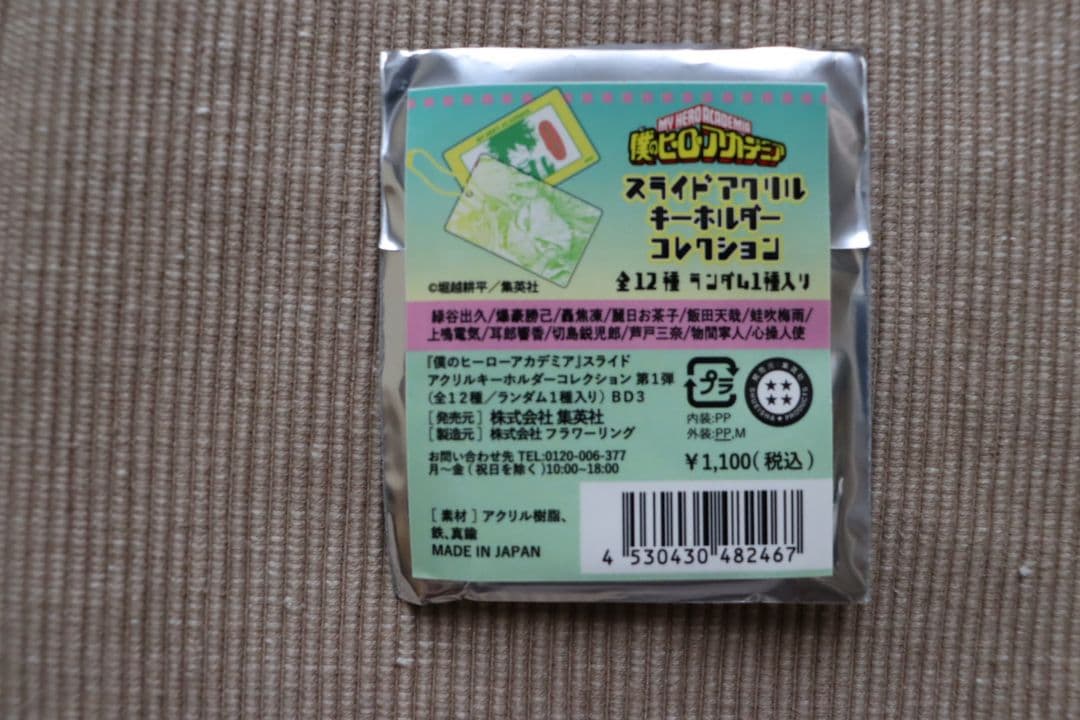 MY HERO ACADEMIA
僕のヒーローアカデミア
スライドアクリル
キーホルダー
コレクション
全12種 ランダム1種入り
©堀越耕平/集英社
緑谷出久/爆豪勝己/轟焦凍/麗日お茶子/飯田天哉/蛙吹梅雨/
上鳴電気/耳郎響香/切島鋭児郎/芦戸三奈/物間寧人/心操人使
『僕のヒーローアカデミア』スライド
アクリルキーホルダーコレクション 第1弾
(全12種/ランダム1種入り) BD3
[発売元] 株式会社 集英社
[製造元] 株式会社 フラワーリング
お問い合わせ先 TEL:0120-006-377
月〜金(祝日を除く)10:00~18:00
プラ
内装:PP
外装:PP,M
SHUEISHA PRODUCTS
¥1,100(税込)
[素材]アクリル樹脂、
鉄、真鍮
MADE IN JAPAN
4 530430 482467